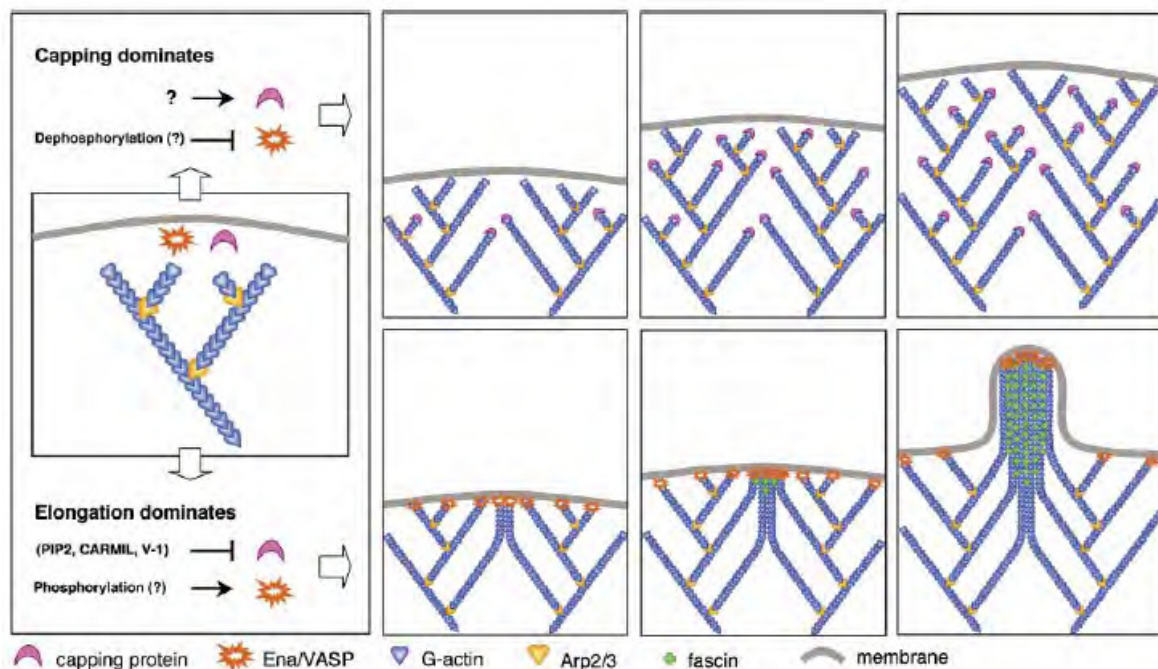 Capping dominates
?
Dephosphorylation (?)
Elongation dominates
(PIP2, CARMIL, V-1)
Phosphorylation (?)
capping protein Ena/VASP G-actin Arp2/3 fascin membrane